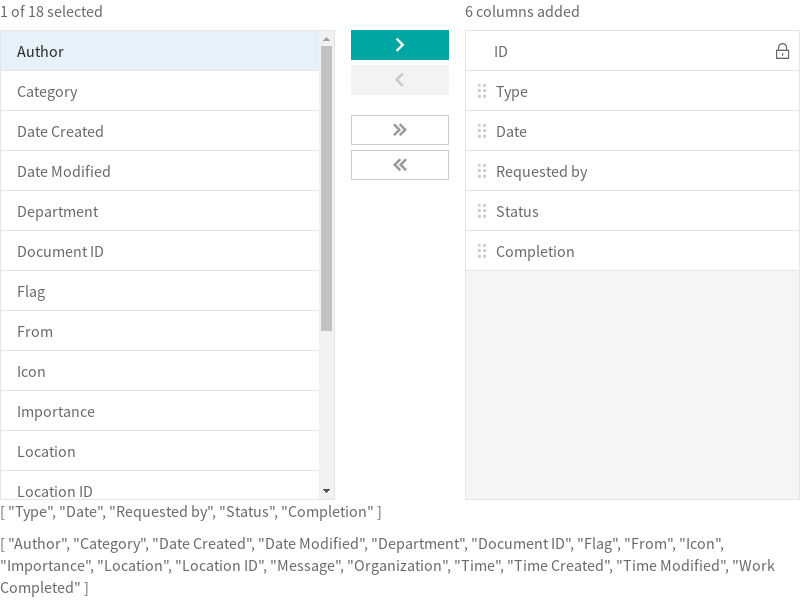 1 of 18 selected
6 columns added
Author
Category
Date Created
Date Modified
Department
Document ID
Flag
From
Icon
Importance
Location
Location ID
ID
Type
Date
Requested by
Status
Completion
[ "Type", "Date", "Requested by", "Status", "Completion" ]
[ "Author", "Category", "Date Created", "Date Modified", "Department", "Document ID", "Flag", "From", "Icon",
"Importance", "Location", "Location ID", "Message", "Organization", "Time", "Time Created", "Time Modified", "Work
Completed" ]